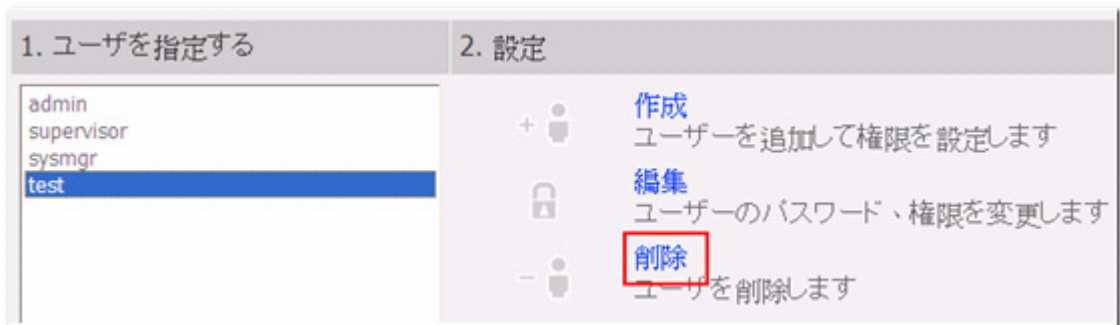 1. ユーザを指定する
2. 設定
admin
supervisor
sysmgr
test
作成
ユーザーを追加して権限を設定します
編集
ユーザーのパスワード、権限を変更します
削除
ユーザを削除します